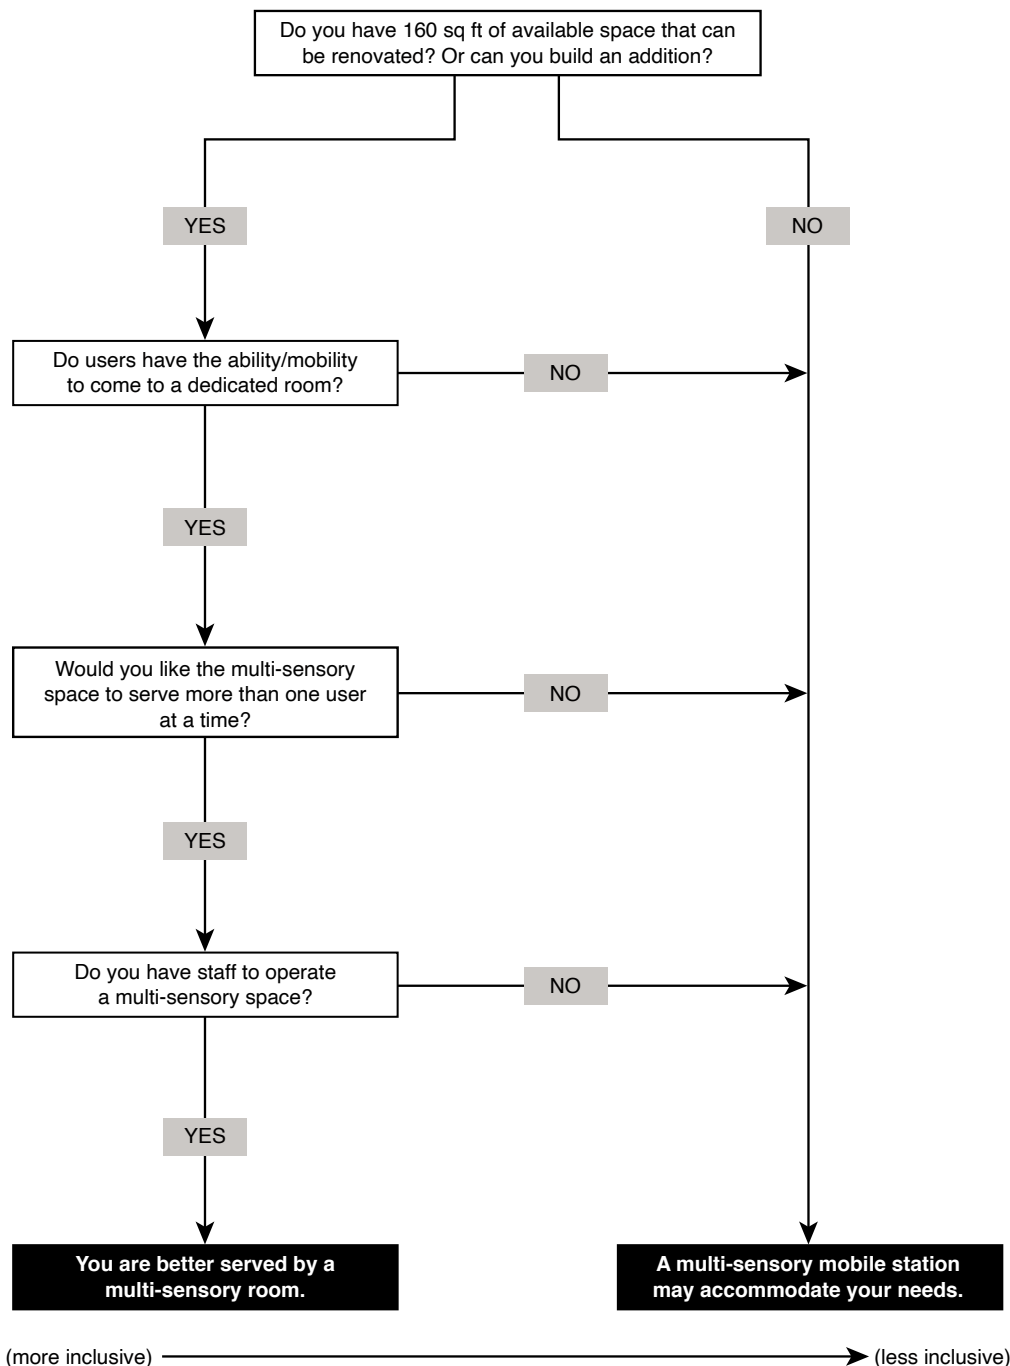 Do you have 160 sq ft of available space that can
be renovated? Or can you build an addition?
YES
NO
Do users have the ability/mobility
to come to a dedicated room?
NO
YES
Would you like the multi-sensory
space to serve more than one user
at a time?
NO
YES
Do you have staff to operate
a multi-sensory space?
NO
YES
You are better served by a
multi-sensory room.
A multi-sensory mobile station
may accommodate your needs.
(more inclusive)
(less inclusive)